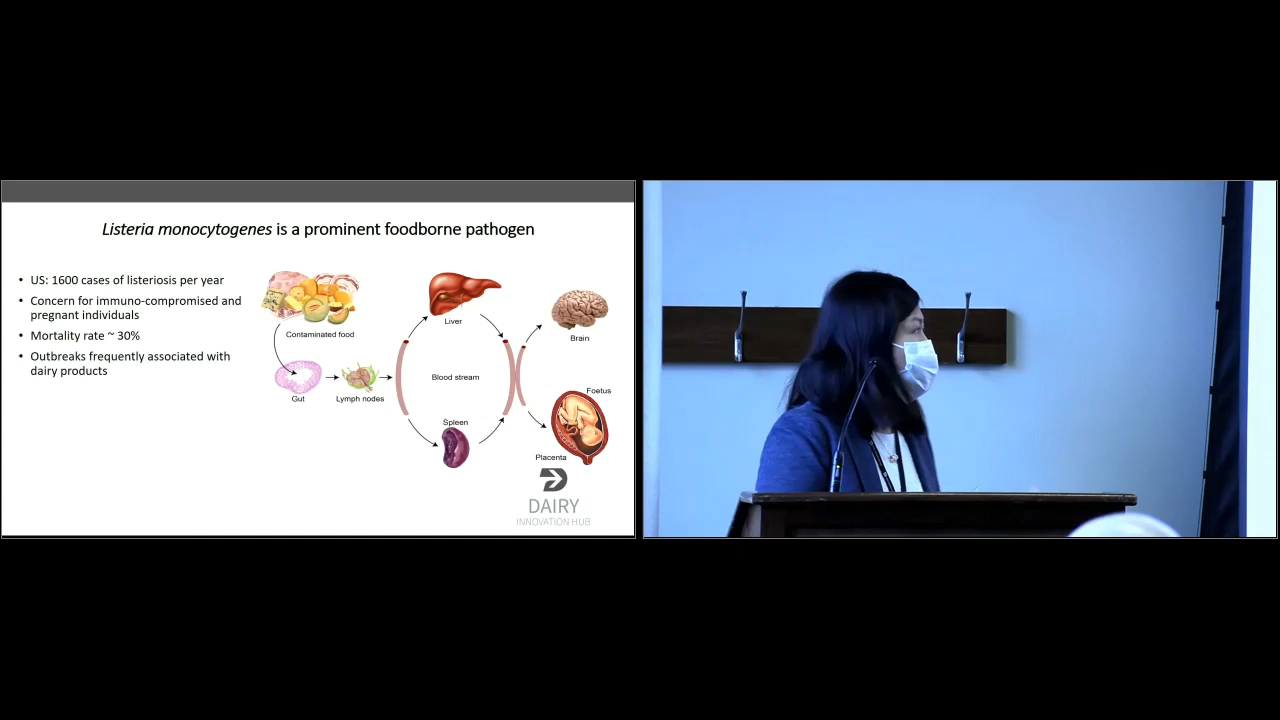 Listeria monocytogenes is a prominent foodborne pathogen
• US: 1600 cases of listeriosis per year
• Concern for immuno-compromised and
pregnant individuals
• Mortality rate ~ 30%
• Outbreaks frequently associated with
dairy products
Contaminated food
Gut
Lymph nodes
Liver
Blood stream
Spleen
Brain
Foetus
Placenta
DAIRY
INNOVATION HUB